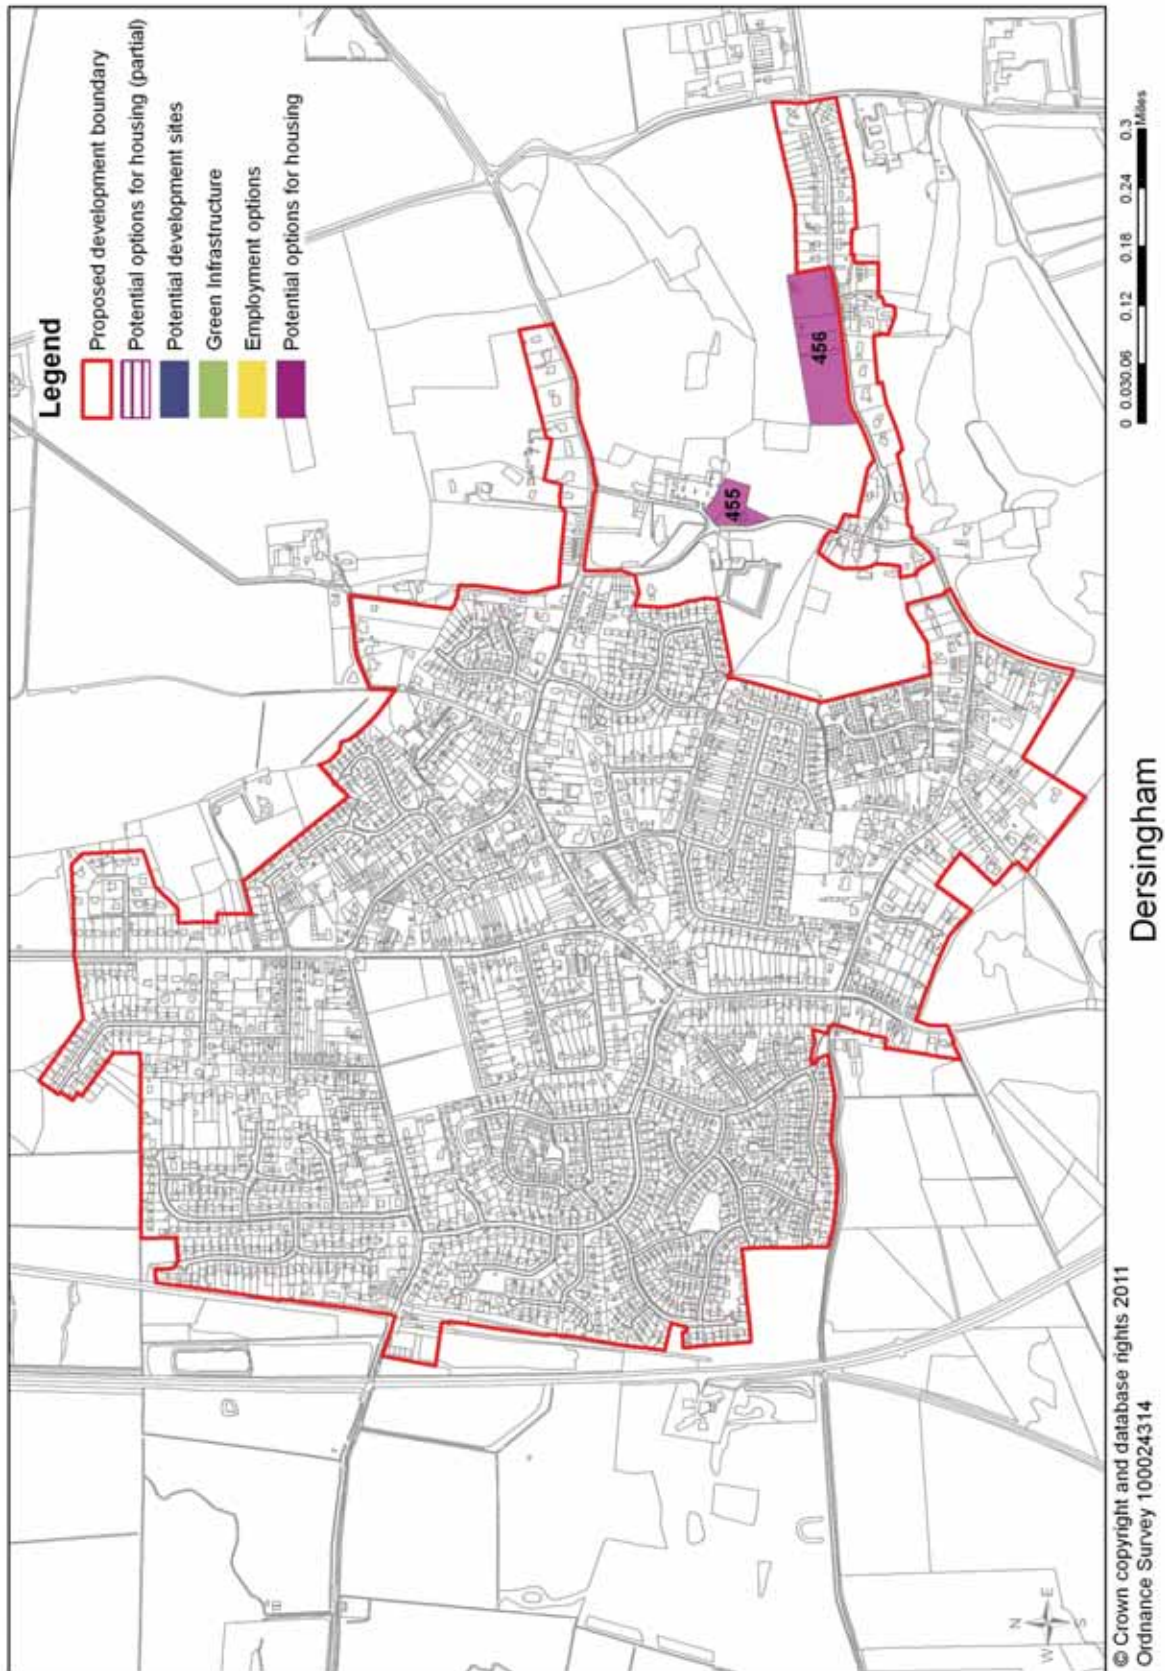 Legend
Proposed development boundary
Potential options for housing (partial)
Potential development sites
Green Infrastructure
Employment options
Potential options for housing
456
455
0 0.030.06 0.12 0.18 0.24 0.3
Miles
Dersingham
N
W E
S
© Crown copyright and database rights 2011
Ordnance Survey 100024314